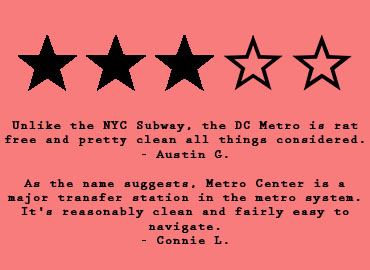 Unlike the NYC Subway, the DC Metro is rat
free and pretty clean all things considered.
- Austin G.
As the name suggests, Metro Center is a
major transfer station in the metro system.
It's reasonably clean and fairly easy to
navigate.
- Connie L.